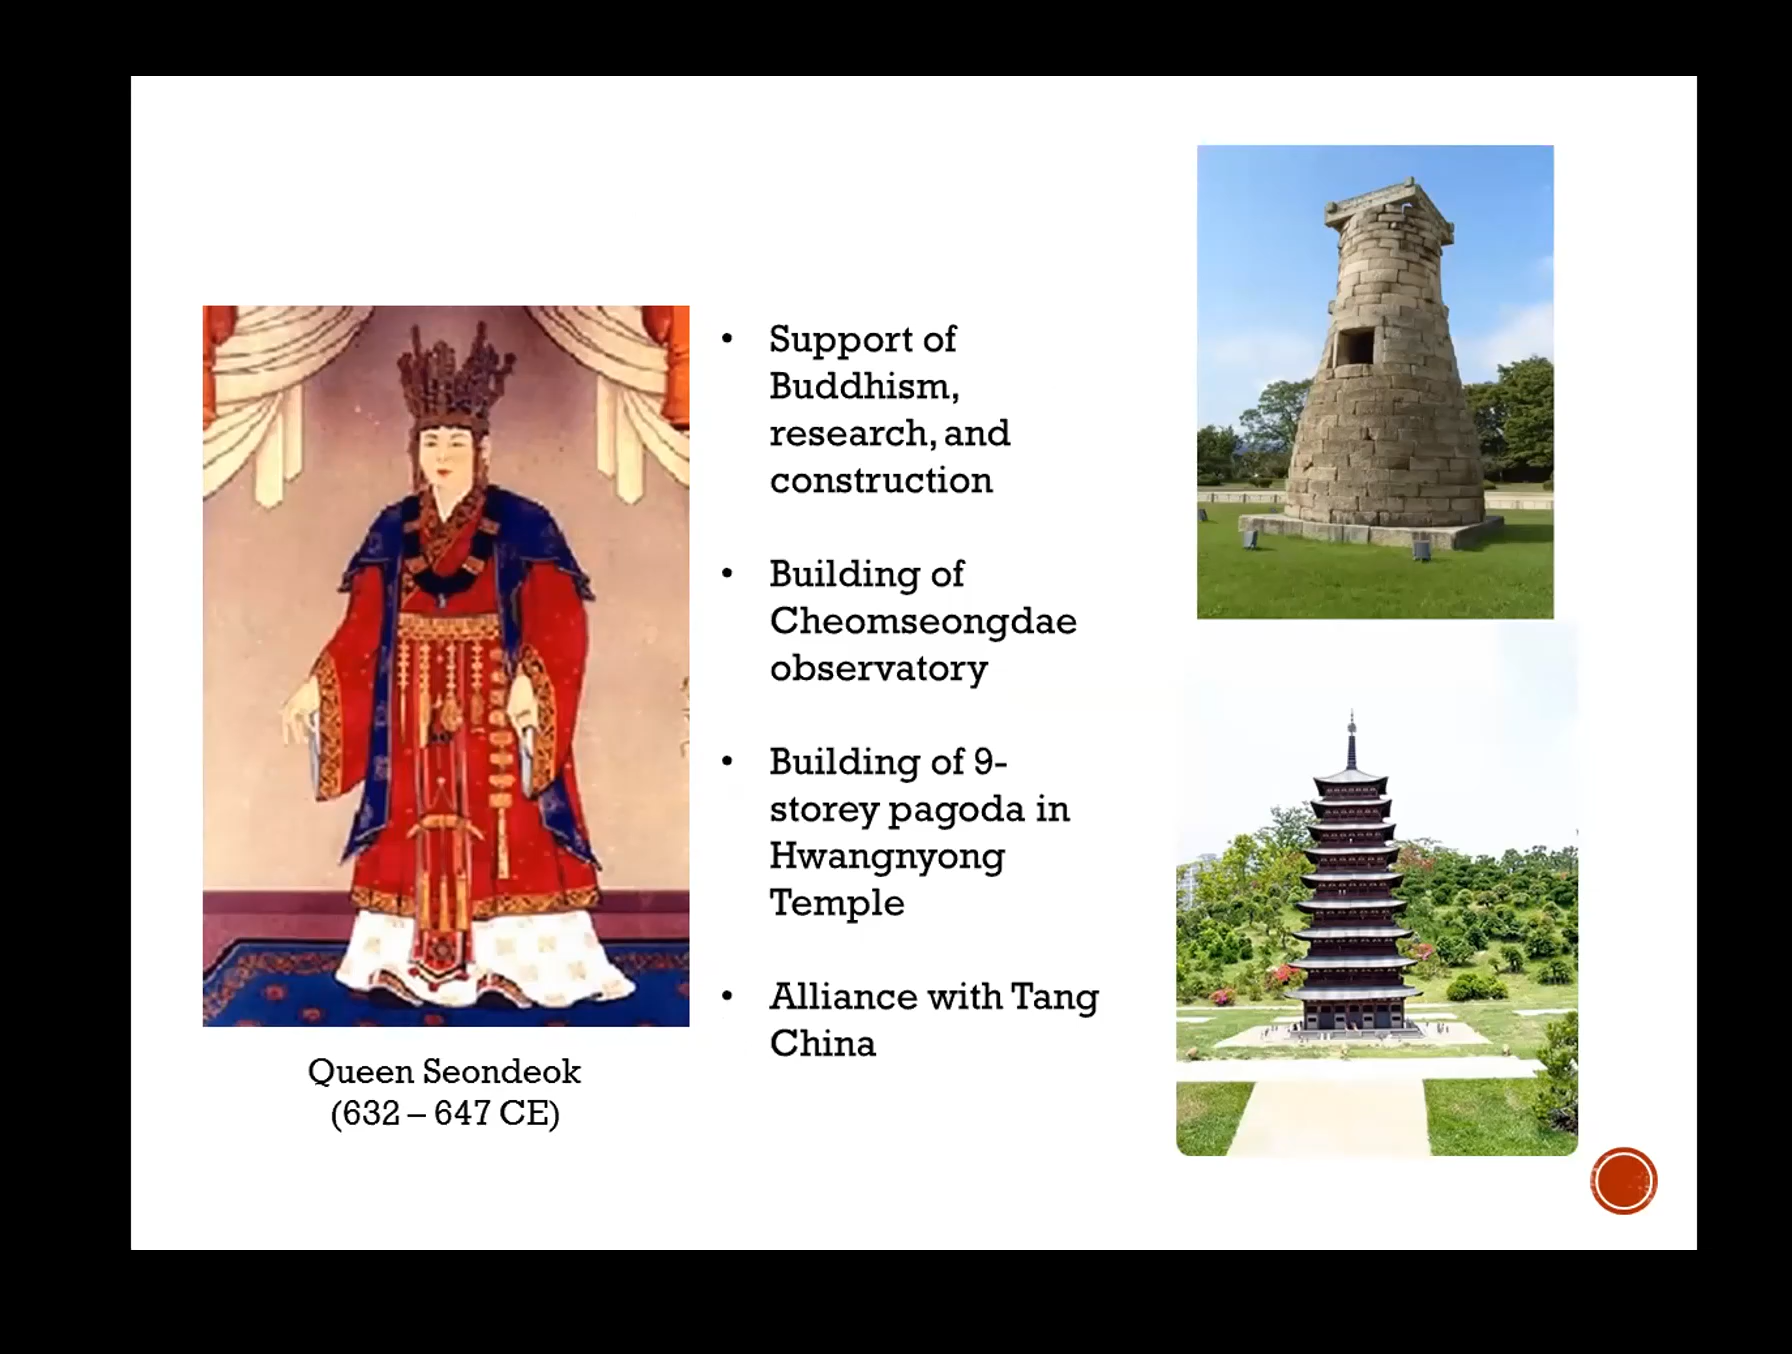 • Support of
Buddhism,
research, and
construction
• Building of
Cheomseongdae
observatory
• Building of 9-
storey pagoda in
Hwangnyong
Temple
• Alliance with Tang
China
Queen Seondeok
(632 – 647 CE)